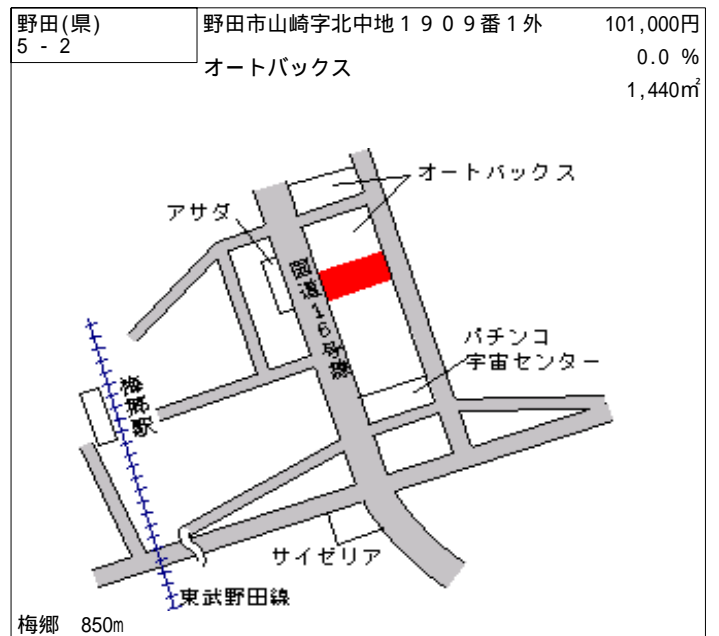 野田(県)
5 - 2
野田市山崎字北中地1909番1外
101,000円
オートバックス
0.0 %
1,440㎡
オートバックス
アサダ
国道16号線
パチンコ
宇宙センター
梅郷駅
サイゼリア
東武野田線
梅郷 850m